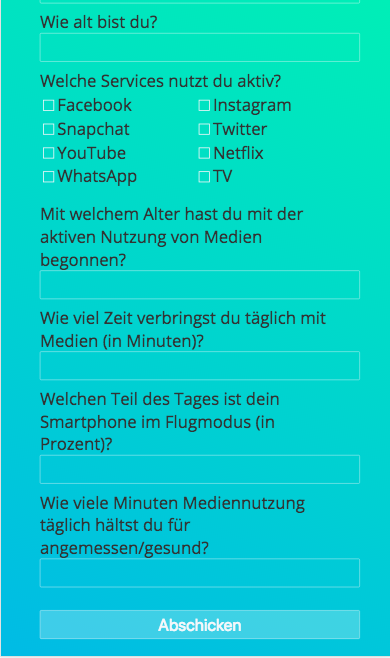 Wie alt bist du?
Welche Services nutzt du aktiv?
Facebook Instagram
Snapchat Twitter
YouTube Netflix
WhatsApp TV
Mit welchem Alter hast du mit der
aktiven Nutzung von Medien
begonnen?
Wie viel Zeit verbringst du täglich mit
Medien (in Minuten)?
Welchen Teil des Tages ist dein
Smartphone im Flugmodus (in
Prozent)?
Wie viele Minuten Mediennutzung
täglich hältst du für
angemessen/gesund?
Abschicken